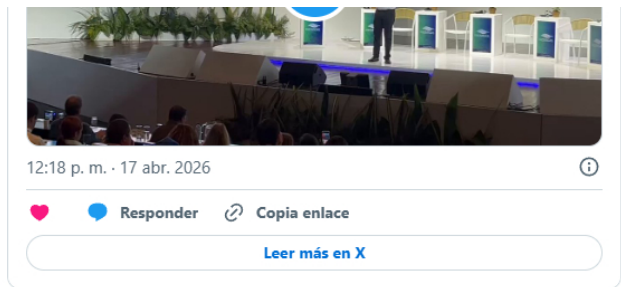 12:18 p. m. · 17 abr. 2026
Responder
Copia enlace
Leer más en X